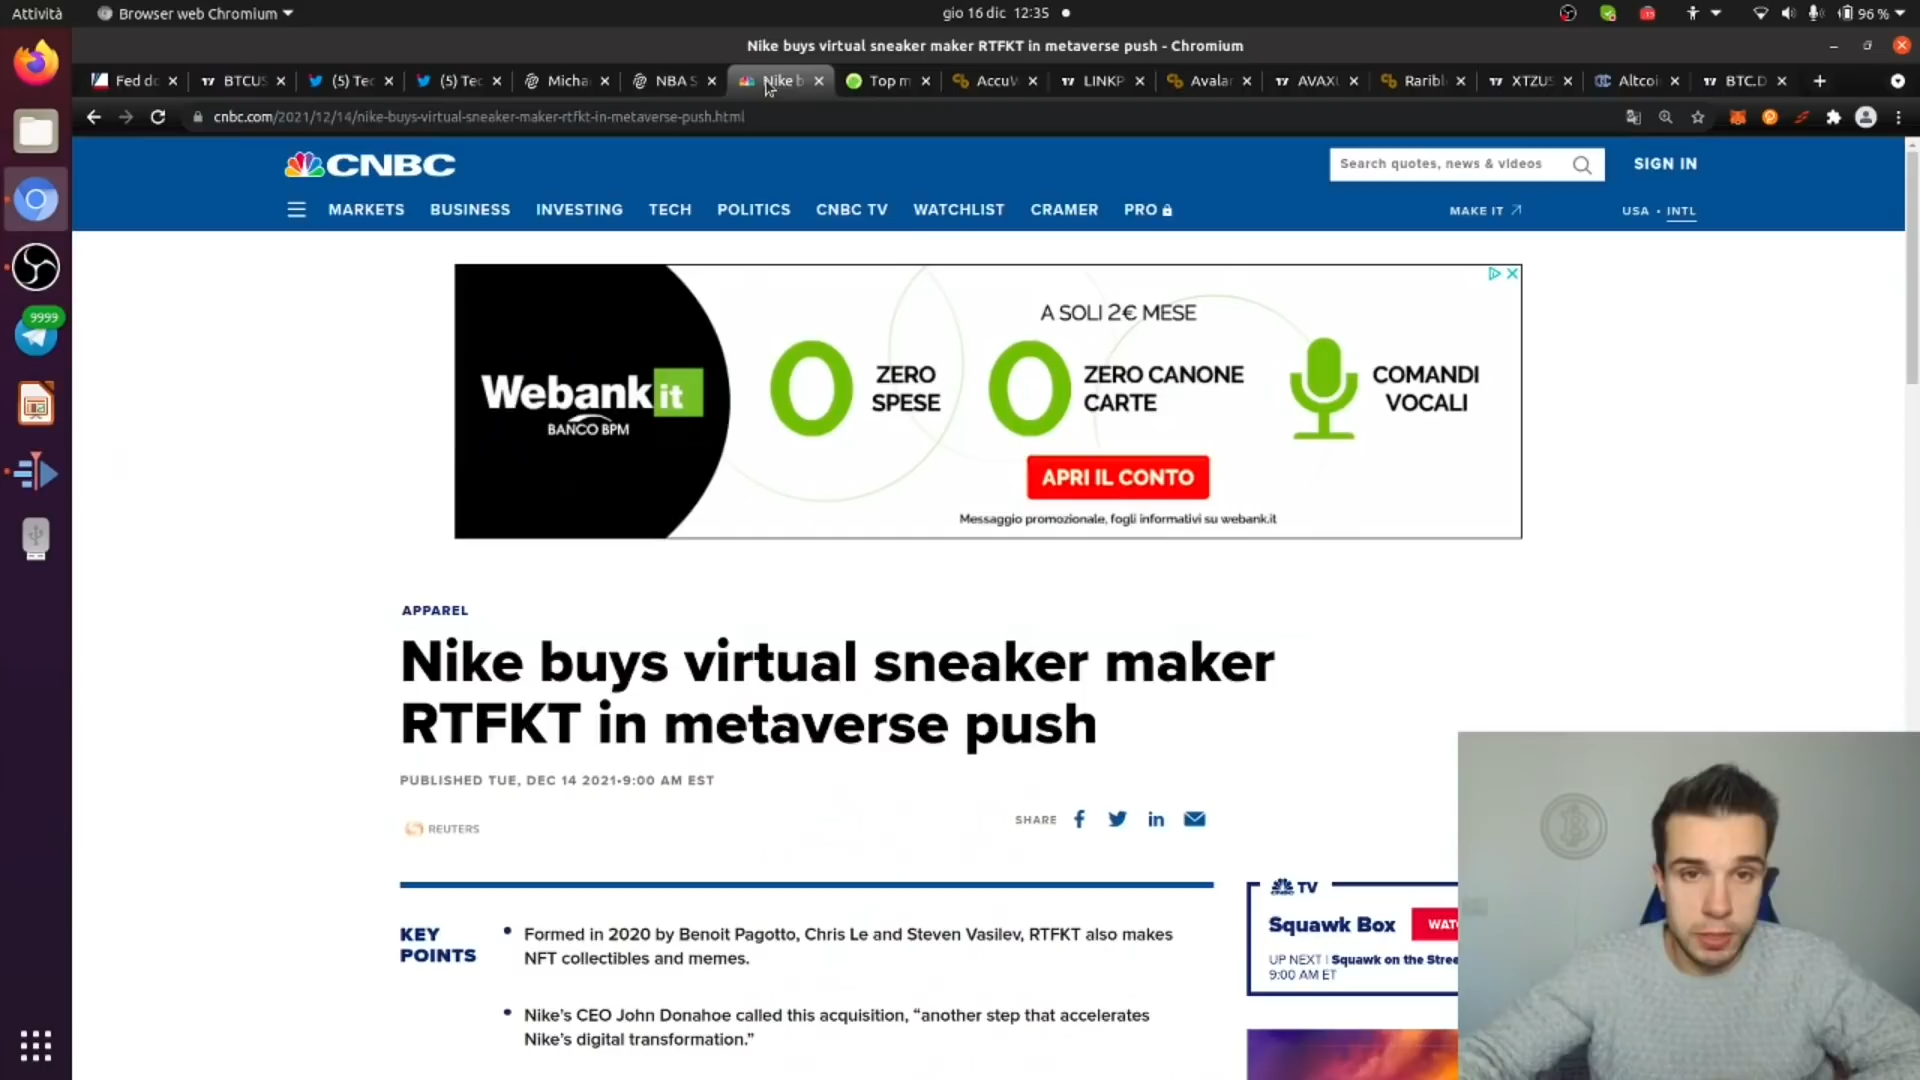 Attività
Browser web Chromium
gio 16 dic 12:35
96 %
Nike buys virtual sneaker maker RTFKT in metaverse push - Chromium
Fed do
BTCUS
(5) Tec
(5) Tec
Micha
NBA S
Nike b
Top m
AccuV
LINKP
Avalar
AVAXU
Raribl
XTZUS
Altcoi
BTC.D
cnbc.com/2021/12/14/nike-buys-virtual-sneaker-maker-rtfkt-in-metaverse-push.html
CNBC
Search quotes, news & videos
SIGN IN
MARKETS
BUSINESS
INVESTING
TECH
POLITICS
CNBC TV
WATCHLIST
CRAMER
PRO
MAKE IT
USA • INTL
9999
Webank it
BANCO BPM
A SOLI 2€ MESE
0 ZERO SPESE
0 ZERO CANONE CARTE
COMANDI VOCALI
APRI IL CONTO
Messaggio promozionale, fogli informativi su webank.it
APPAREL
Nike buys virtual sneaker maker
RTFKT in metaverse push
PUBLISHED TUE, DEC 14 2021•9:00 AM EST
REUTERS
SHARE
KEY
POINTS
Formed in 2020 by Benoit Pagotto, Chris Le and Steven Vasilev, RTFKT also makes
NFT collectibles and memes.
Nike’s CEO John Donahoe called this acquisition, “another step that accelerates
Nike’s digital transformation.”
TV
Squawk Box
WAT
UP NEXT | Squawk on the Stree
9:00 AM ET